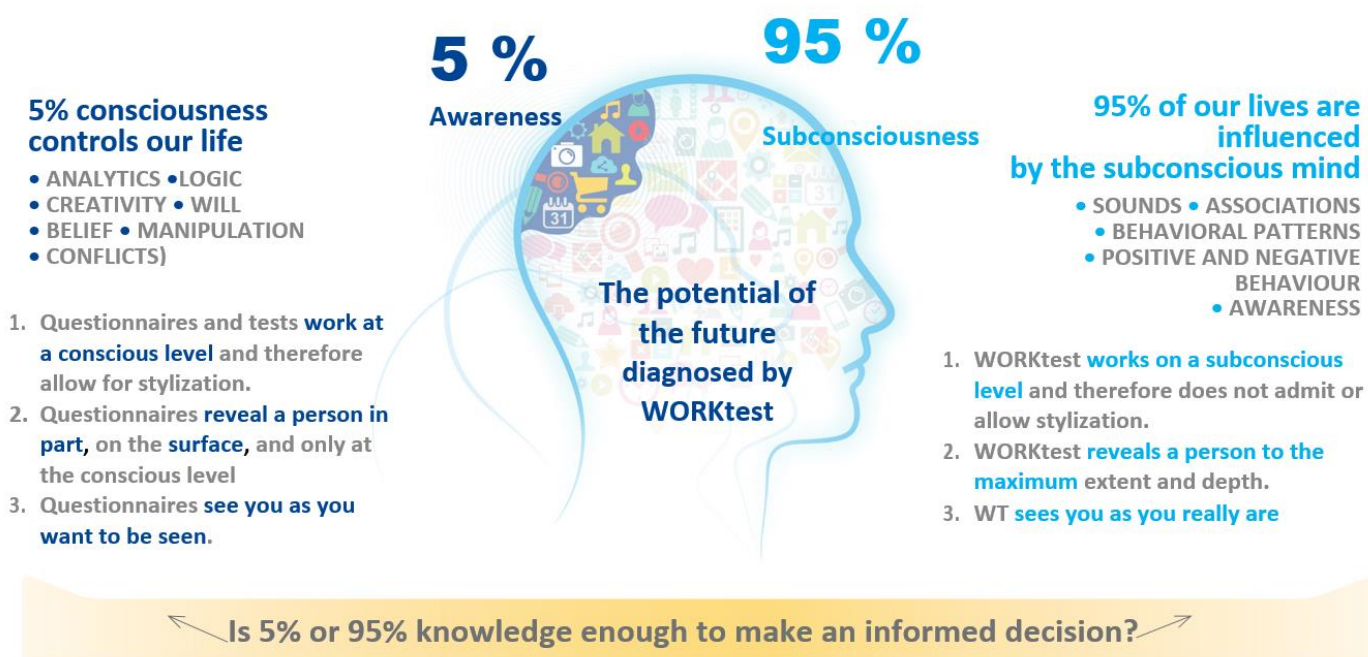 5 %
Awareness
95 %
Subconsciousness
5% consciousness
controls our life
• ANALYTICS •LOGIC
• CREATIVITY • WILL
• BELIEF • MANIPULATION
• CONFLICTS)
1. Questionnaires and tests work at
a conscious level and therefore
allow for stylization.
2. Questionnaires reveal a person in
part, on the surface, and only at
the conscious level
3. Questionnaires see you as you
want to be seen.
31
31
The potential of
the future
diagnosed by
WORKtest
95% of our lives are
influenced
by the subconscious mind
• SOUNDS • ASSOCIATIONS
• BEHAVIORAL PATTERNS
• POSITIVE AND NEGATIVE
BEHAVIOUR
• AWARENESS
1. WORKtest works on a subconscious
level and therefore does not admit or
allow stylization.
2. WORKtest reveals a person to the
maximum extent and depth.
3. WT sees you as you really are
Is 5% or 95% knowledge enough to make an informed decision?